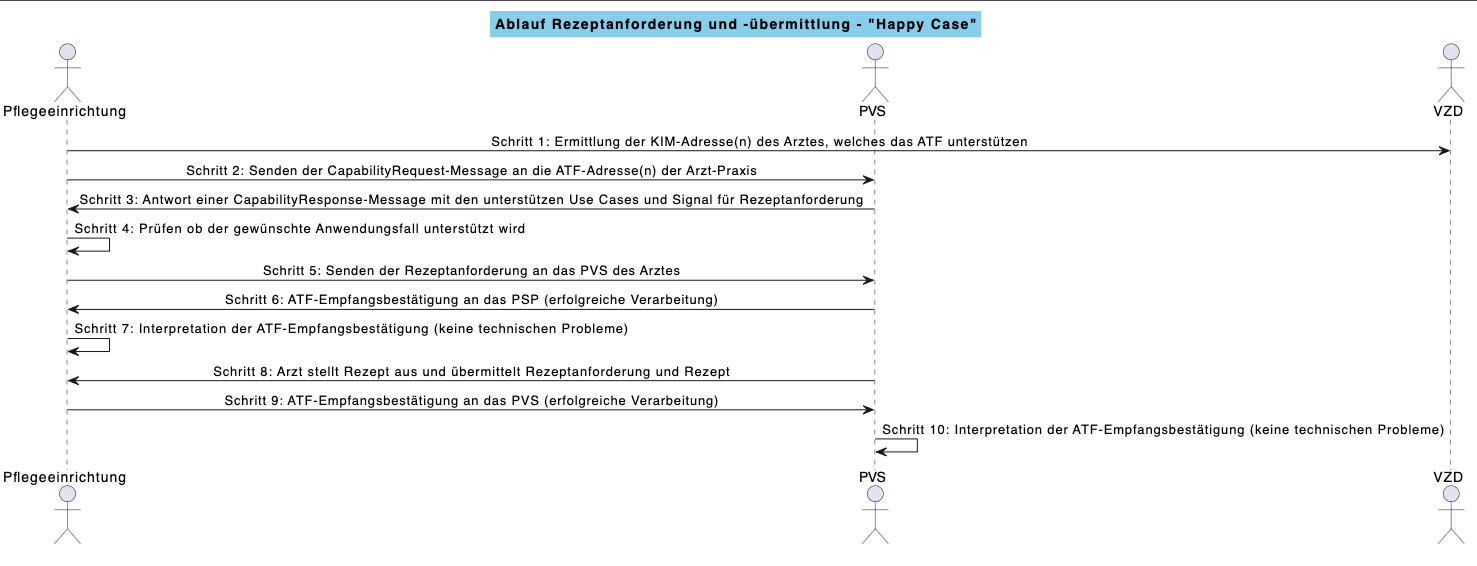 Ablauf Rezeptanforderung und -übermittlung - "Happy Case"
Pflegeeinrichtung PVS VZD
Schritt 1: Ermittlung der KIM-Adresse(n) des Arztes, welches das ATF unterstützen
Schritt 2: Senden der CapabilityRequest-Message an die ATF-Adresse(n) der Arzt-Praxis
Schritt 3: Antwort einer CapabilityResponse-Message mit den unterstützen Use Cases und Signal für Rezeptanforderung
Schritt 4: Prüfen ob der gewünschte Anwendungsfall unterstützt wird
Schritt 5: Senden der Rezeptanforderung an das PVS des Arztes
Schritt 6: ATF-Empfangsbestätigung an das PSP (erfolgreiche Verarbeitung)
Schritt 7: Interpretation der ATF-Empfangsbestätigung (keine technischen Probleme)
Schritt 8: Arzt stellt Rezept aus und übermittelt Rezeptanforderung und Rezept
Schritt 9: ATF-Empfangsbestätigung an das PVS (erfolgreiche Verarbeitung)
Schritt 10: Interpretation der ATF-Empfangsbestätigung (keine technischen Probleme)
Pflegeeinrichtung PVS VZD